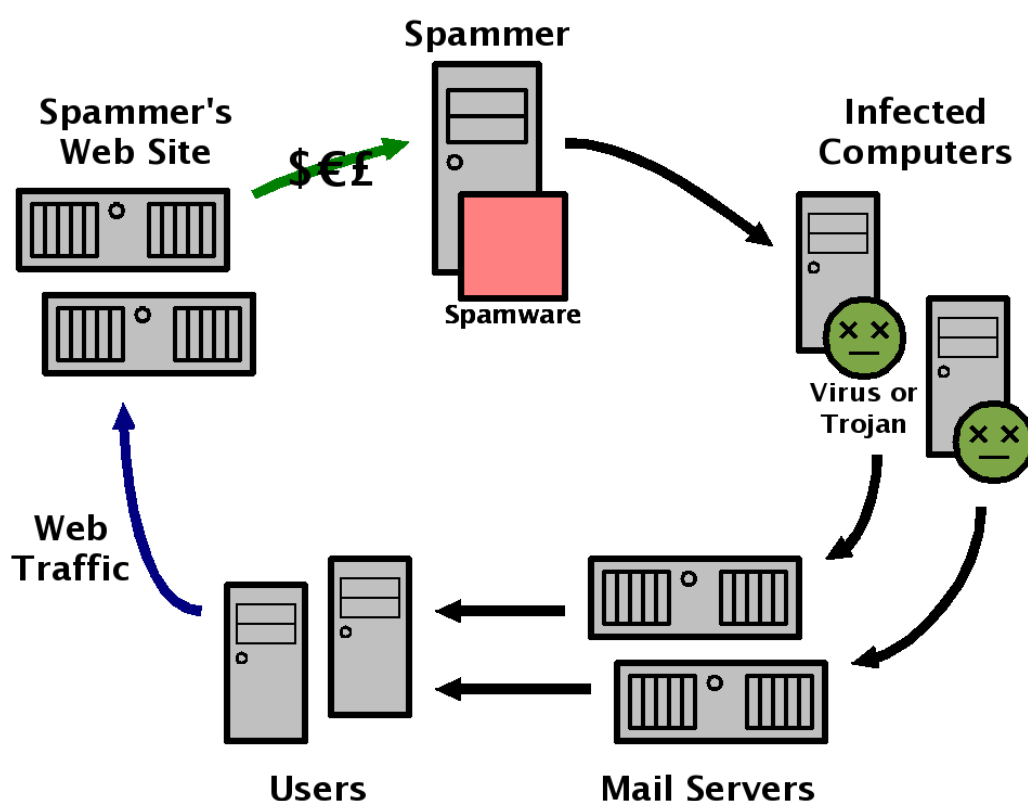 Spammer
Spammer's
Web Site
$€£
Infected
Computers
Spamware
Virus or
Trojan
Web
Traffic
Users
Mail Servers